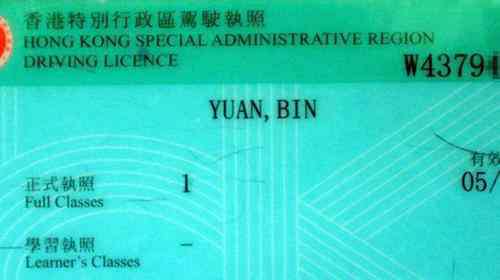 香港特別行政區駕駛執照
HONG KONG SPECIAL ADMINISTRATIVE REGION
DRIVING LICENCE
W43794
YUAN, BIN
有效
正式執照 1 05/
Full Classes
學習執照 -
Learner's Classes